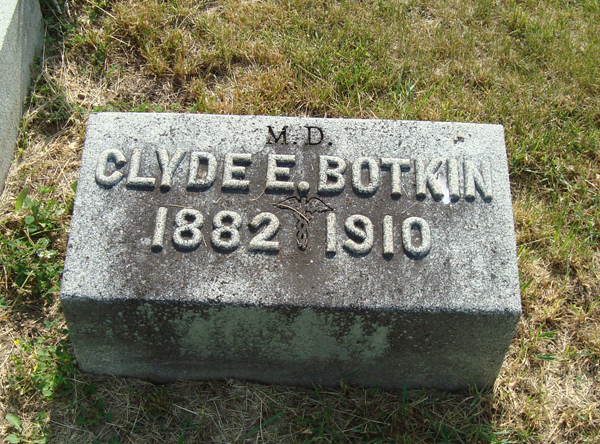 M.D.
CLYDE E. BOTKIN
1882 1910